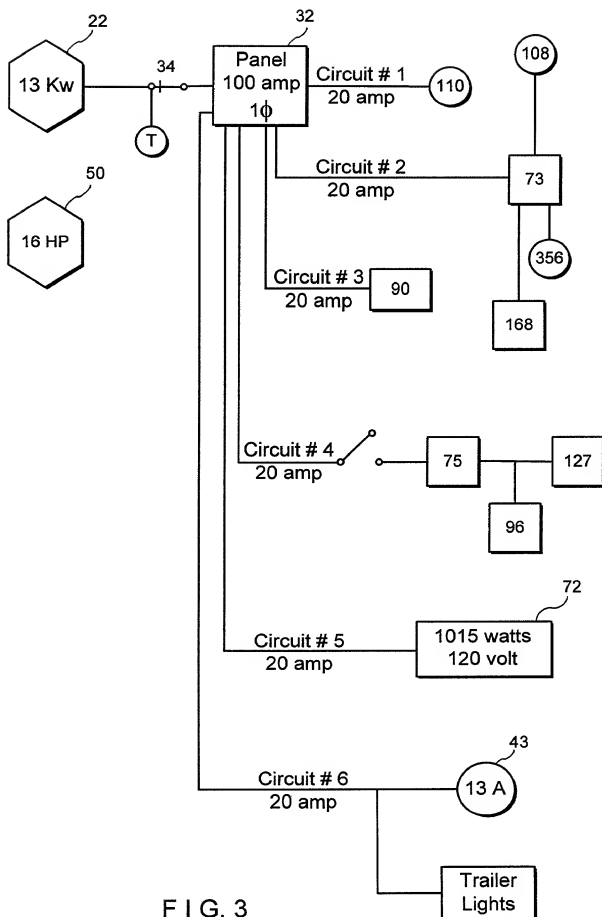 22
13 Kw
34
T
32
Panel
100 amp
1ϕ
Circuit # 1
20 amp
110
108
50
16 HP
Circuit # 2
20 amp
73
356
168
Circuit # 3
20 amp
90
Circuit # 4
20 amp
75
127
96
72
Circuit # 5
20 amp
1015 watts
120 volt
43
Circuit # 6
20 amp
13 A
Trailer
Lights
FIG. 3